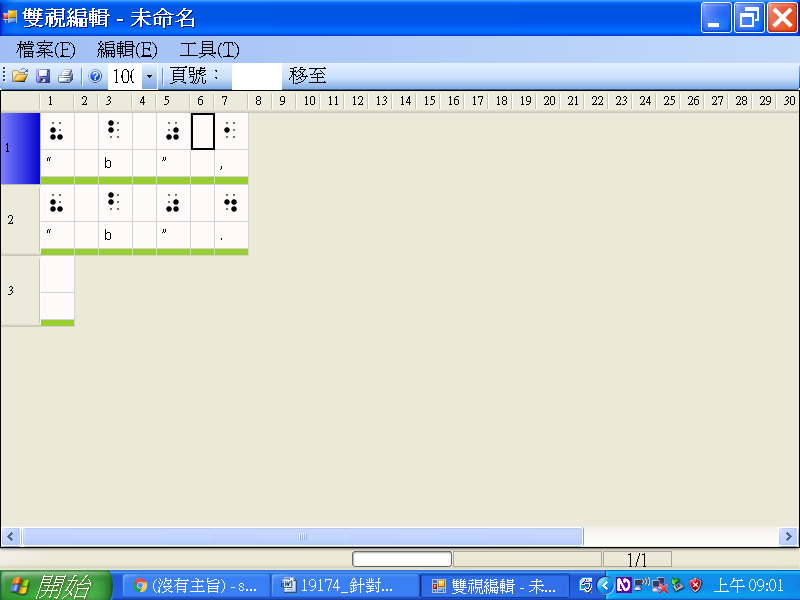 雙視編輯 - 未命名
檔案(F) 編輯(E) 工具(T)
100 頁號： 移至
1 2 3 4 5 6 7 8 9 10 11 12 13 14 15 16 17 18 19 20 21 22 23 24 25 26 27 28 29 30
1 ⠦ ⠃ ⠴ ⠂
“ b ” ,
2 ⠦ ⠃ ⠴ ⠲
“ b ” .
3
1/1
開始 (沒有主旨) - s... 19174_針對... 雙視編輯 - 未... 上午 09:01